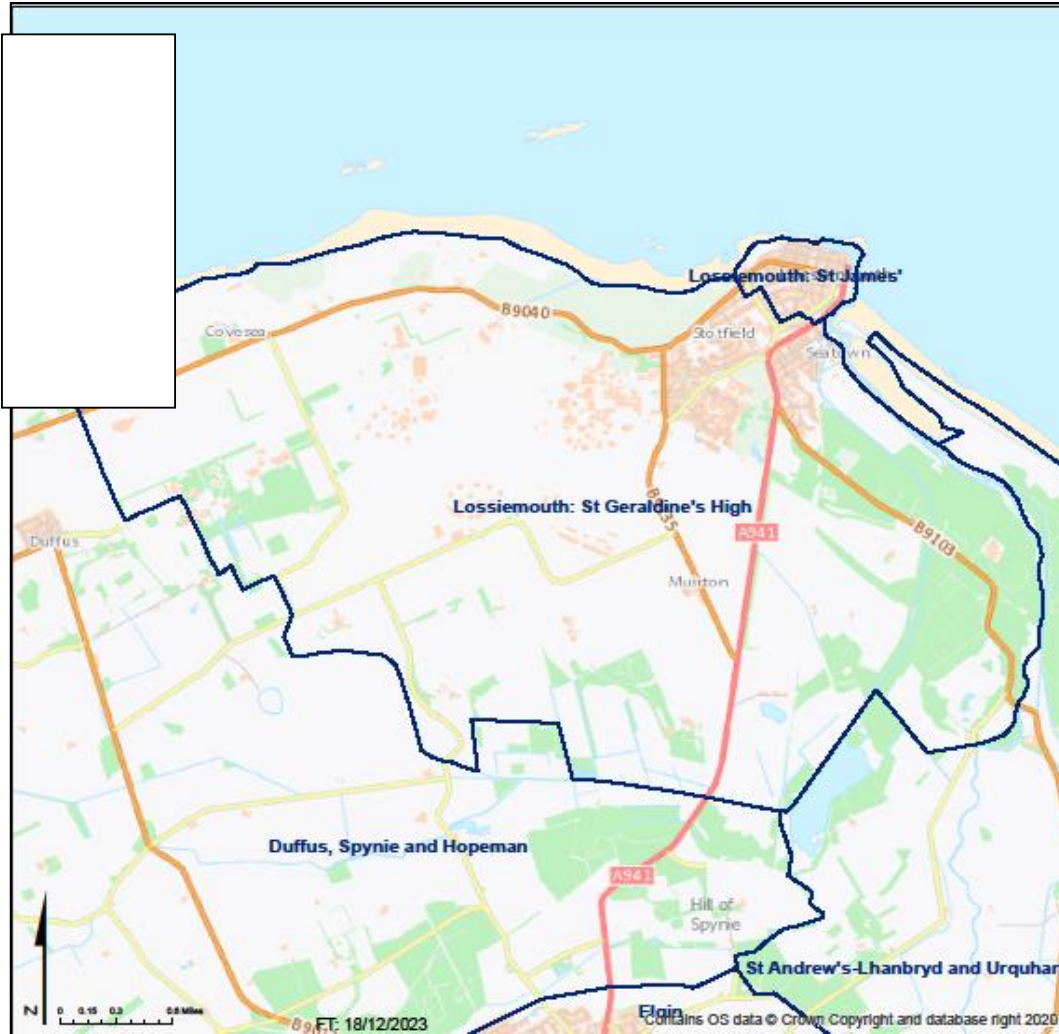 Lossiemouth: St James'
B9040
Covesea
Stotfield
Seatown
Lossiemouth: St Geraldine's High
B9135
A941
Duffus
B9103
Muirton
Duffus, Spynie and Hopeman
A941
Hill of
Spynie
St Andrew's-Lhanbryd and Urquhar
Elgin
N
0 0.15 0.3 0.6 Miles
F.T: 18/12/2023
Contains OS data © Crown Copyright and database right 2020